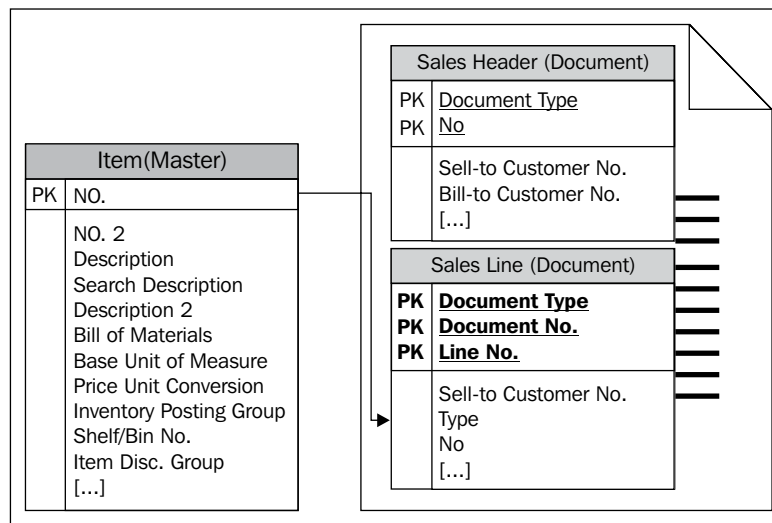 Item(Master)
PK NO.
NO. 2
Description
Search Description
Description 2
Bill of Materials
Base Unit of Measure
Price Unit Conversion
Inventory Posting Group
Shelf/Bin No.
Item Disc. Group
[...]
Sales Header (Document)
PK Document Type
PK No
Sell-to Customer No.
Bill-to Customer No.
[...]
Sales Line (Document)
PK Document Type
PK Document No.
PK Line No.
Sell-to Customer No.
Type
No
[...]